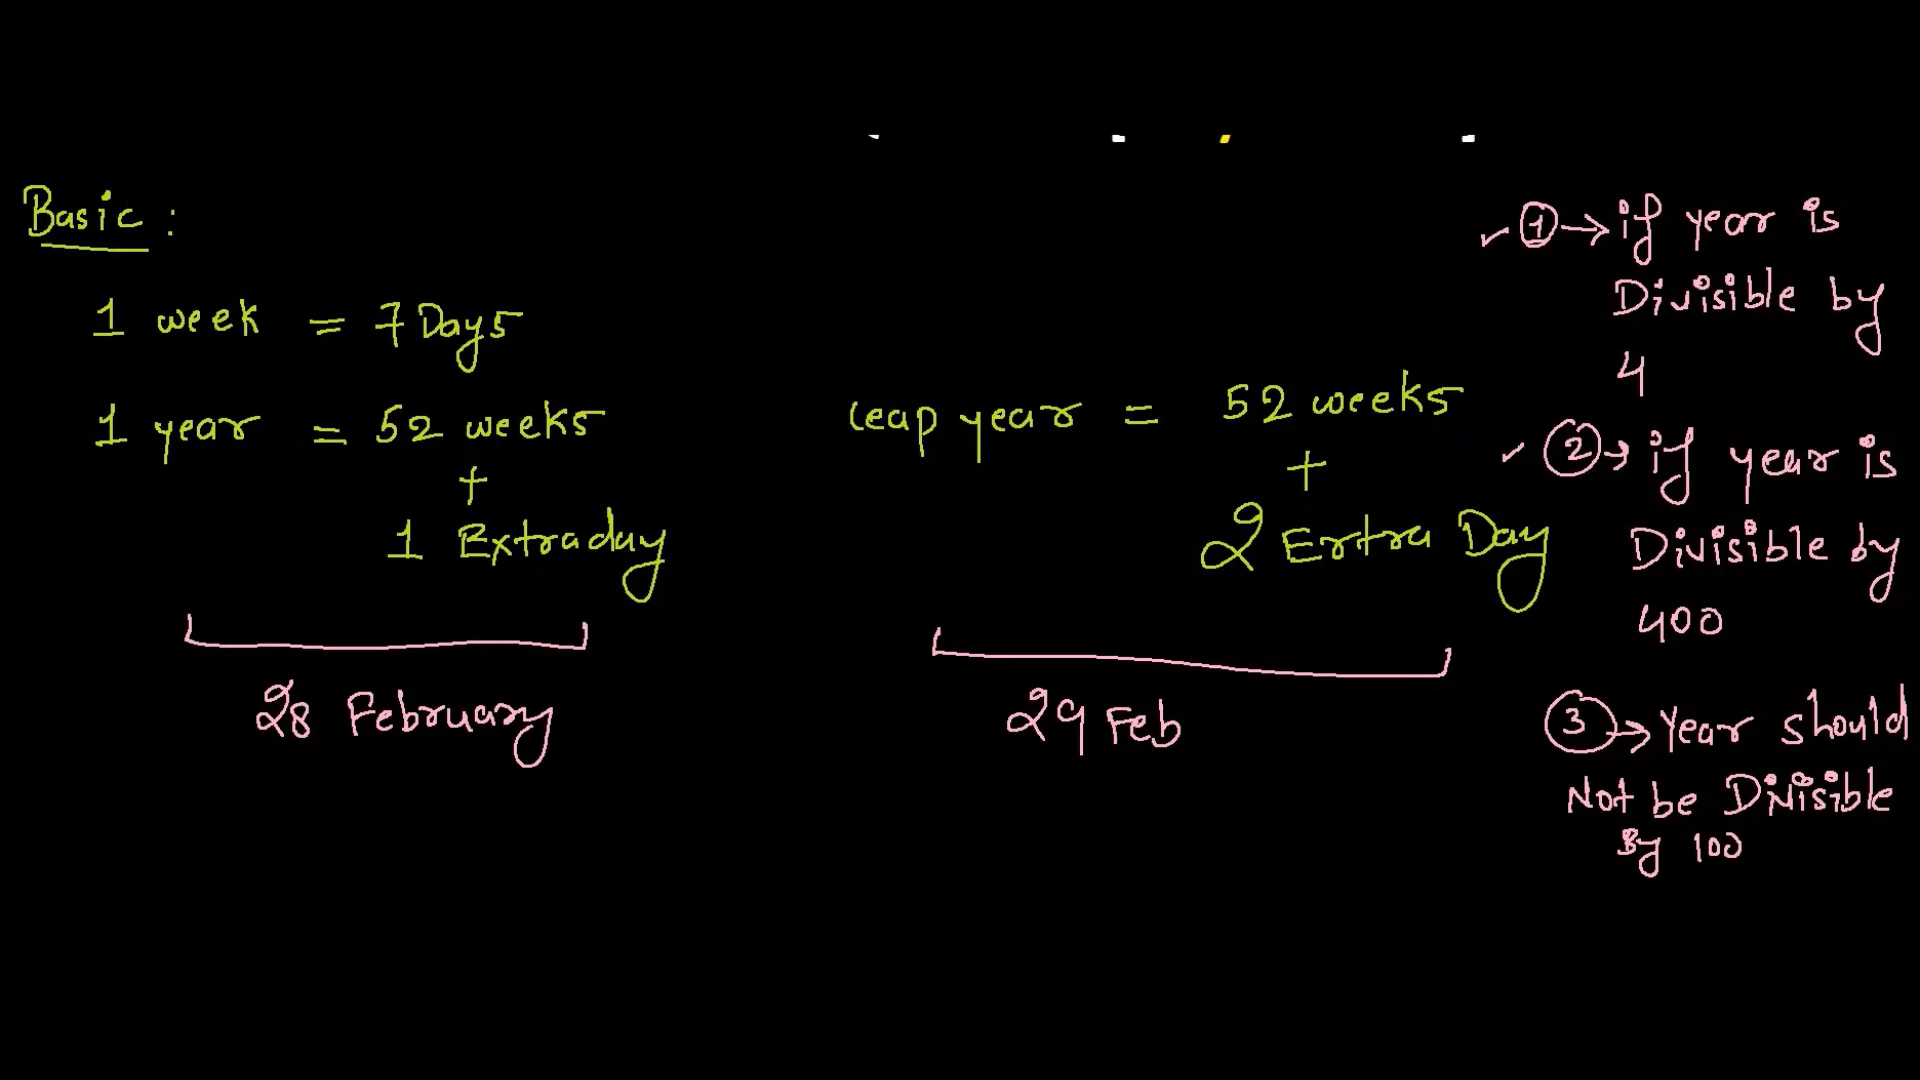 Basic :
1 week = 7 Days
1 year = 52 weeks
+
1 Extraday
28 February
leap year = 52 weeks
+
2 Extra Day
29 Feb
① → if year is
Divisible by
4
② → if year is
Divisible by
400
③ → Year should
Not be Divisible
By 100